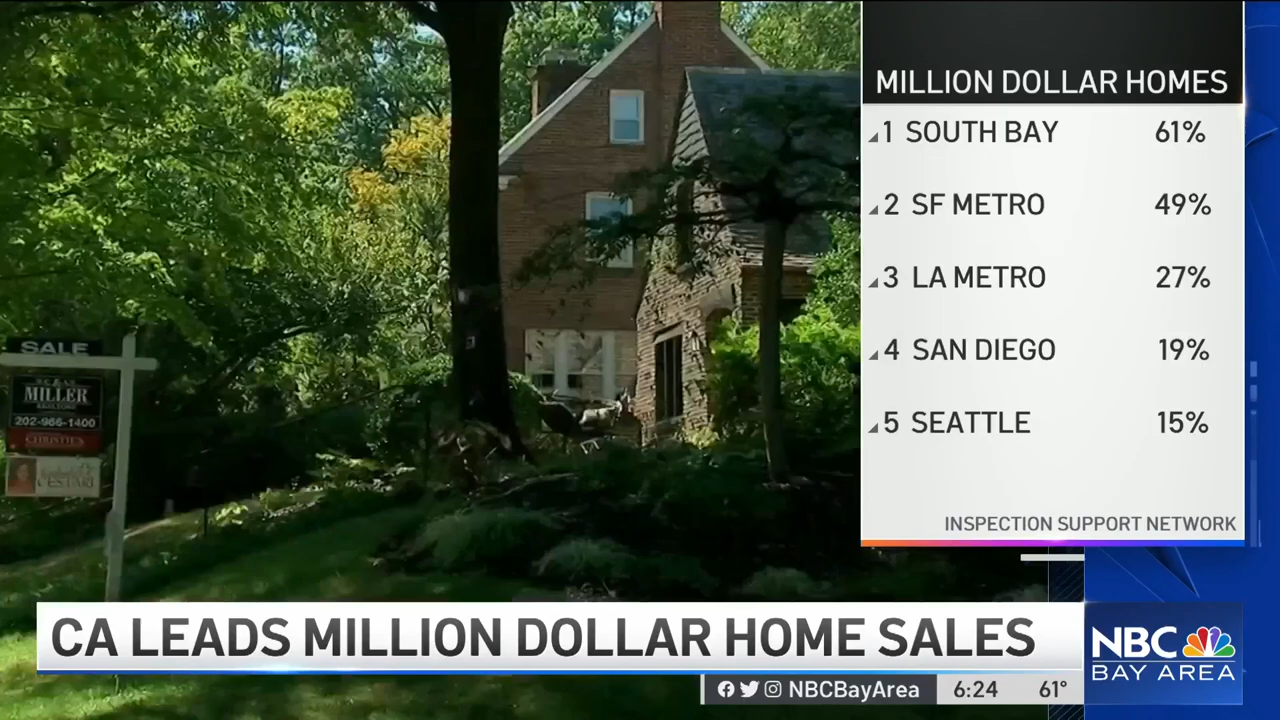 MILLION DOLLAR HOMES
1 SOUTH BAY 61%
2 SF METRO 49%
3 LA METRO 27%
4 SAN DIEGO 19%
5 SEATTLE 15%
INSPECTION SUPPORT NETWORK
SALE
MILLER
202-966-1400
CHRISTIE'S
CA LEADS MILLION DOLLAR HOME SALES
NBC
BAY AREA
NBCBayArea 6:24 61°